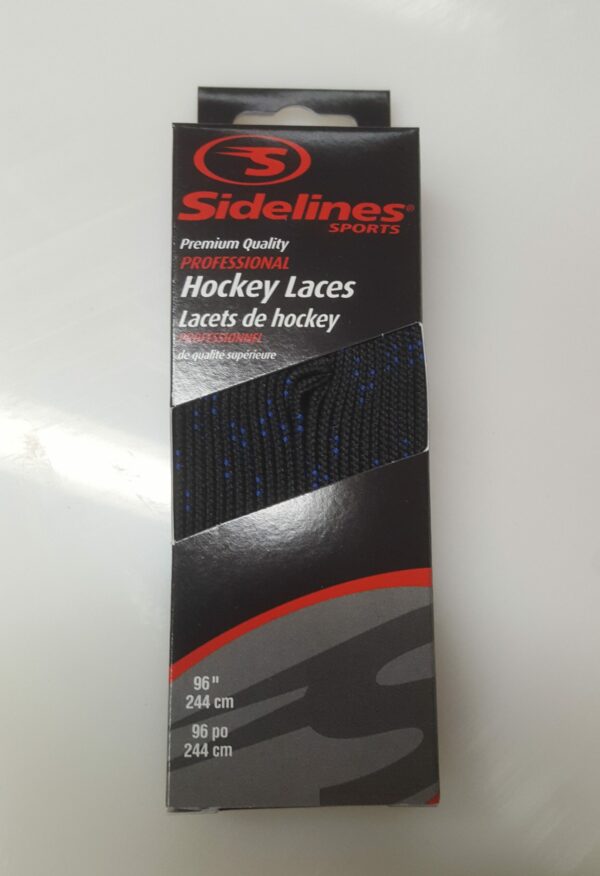 S
Sidelines®
SPORTS
Premium Quality
PROFESSIONAL
Hockey Laces
Lacets de hockey
PROFESSIONNEL
de qualité supérieure
96"
244 cm
96 po
244 cm